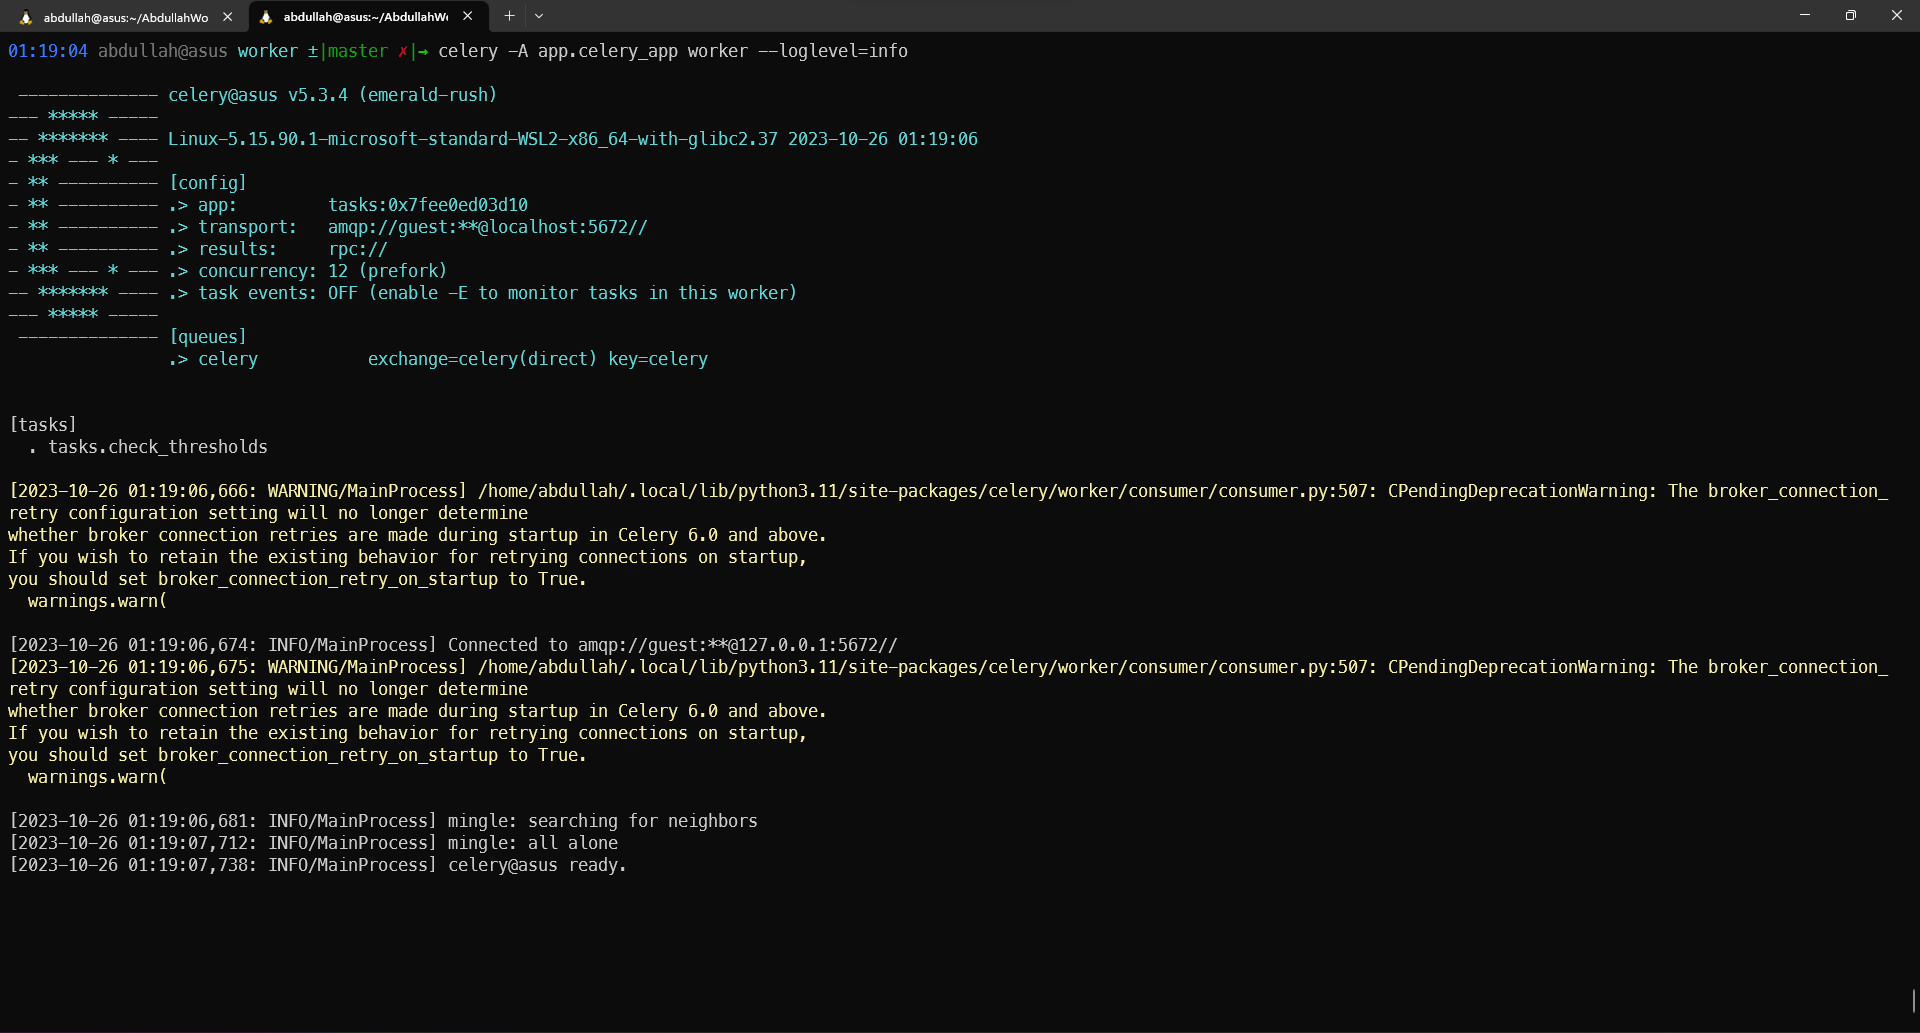 abdullah@asus:~/AbdullahWo
abdullah@asus:~/AbdullahW
01:19:04 abdullah@asus worker ±|master ✗|→ celery -A app.celery_app worker --loglevel=info
-------------- celery@asus v5.3.4 (emerald-rush)
--- ***** -----
-- ******* ---- Linux-5.15.90.1-microsoft-standard-WSL2-x86_64-with-glibc2.37 2023-10-26 01:19:06
- *** --- * ---
- ** ---------- [config]
- ** ---------- .> app:         tasks:0x7fee0ed03d10
- ** ---------- .> transport:   amqp://guest:**@localhost:5672//
- ** ---------- .> results:     rpc://
- *** --- * --- .> concurrency: 12 (prefork)
-- ******* ---- .> task events: OFF (enable -E to monitor tasks in this worker)
--- ***** -----
-------------- [queues]
.> celery           exchange=celery(direct) key=celery
[tasks]
. tasks.check_thresholds
[2023-10-26 01:19:06,666: WARNING/MainProcess] /home/abdullah/.local/lib/python3.11/site-packages/celery/worker/consumer/consumer.py:507: CPendingDeprecationWarning: The broker_connection_
retry configuration setting will no longer determine
whether broker connection retries are made during startup in Celery 6.0 and above.
If you wish to retain the existing behavior for retrying connections on startup,
you should set broker_connection_retry_on_startup to True.
warnings.warn(
[2023-10-26 01:19:06,674: INFO/MainProcess] Connected to amqp://guest:**@127.0.0.1:5672//
[2023-10-26 01:19:06,675: WARNING/MainProcess] /home/abdullah/.local/lib/python3.11/site-packages/celery/worker/consumer/consumer.py:507: CPendingDeprecationWarning: The broker_connection_
retry configuration setting will no longer determine
whether broker connection retries are made during startup in Celery 6.0 and above.
If you wish to retain the existing behavior for retrying connections on startup,
you should set broker_connection_retry_on_startup to True.
warnings.warn(
[2023-10-26 01:19:06,681: INFO/MainProcess] mingle: searching for neighbors
[2023-10-26 01:19:07,712: INFO/MainProcess] mingle: all alone
[2023-10-26 01:19:07,738: INFO/MainProcess] celery@asus ready.